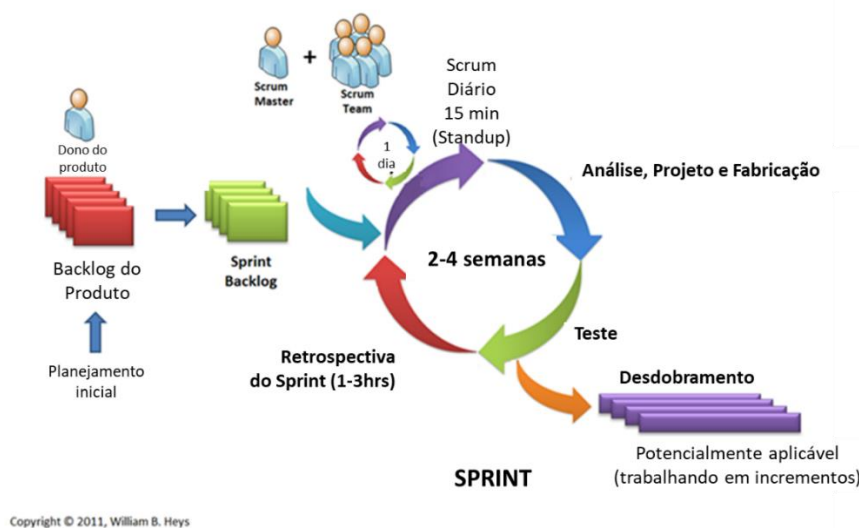 Scrum
Master
+
Scrum
Team
Scrum
Diário
15 min
(Standup)
Dono do
produto
1
dia
Análise, Projeto e Fabricação
2-4 semanas
Sprint
Backlog
Backlog do
Produto
Planejamento
inicial
Teste
Retrospectiva
do Sprint (1-3hrs)
Desdobramento
Potencialmente aplicável
(trabalhando em incrementos)
SPRINT
Copyright © 2011, William B. Heys